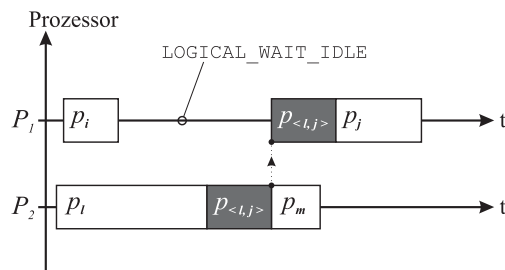 Prozessor
LOGICAL_WAIT_IDLE
P₁ pᵢ p<l,j> pⱼ t
P₂ pₗ p<l,j> pₘ t